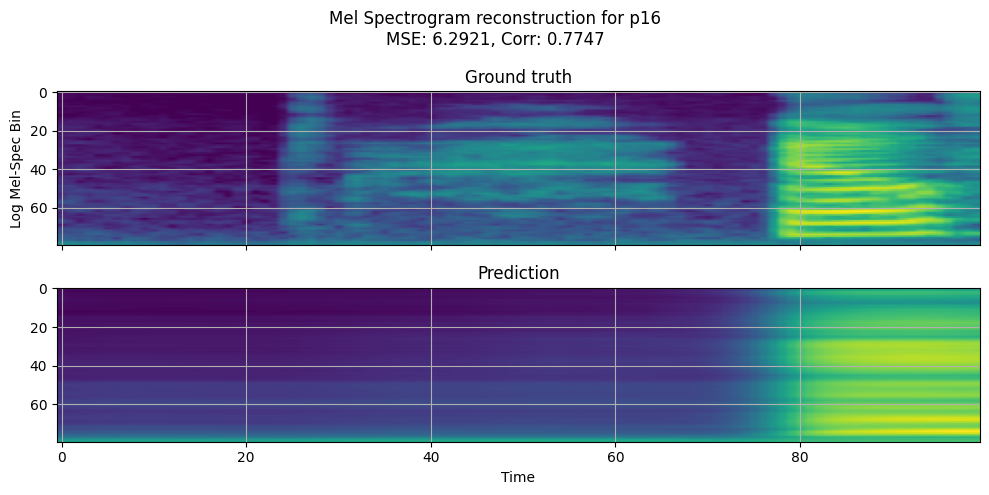 Mel Spectrogram reconstruction for p16
MSE: 6.2921, Corr: 0.7747
Ground truth
0
20
40
60
Log Mel-Spec Bin
Prediction
0
20
40
60
0 20 40 60 80
Time